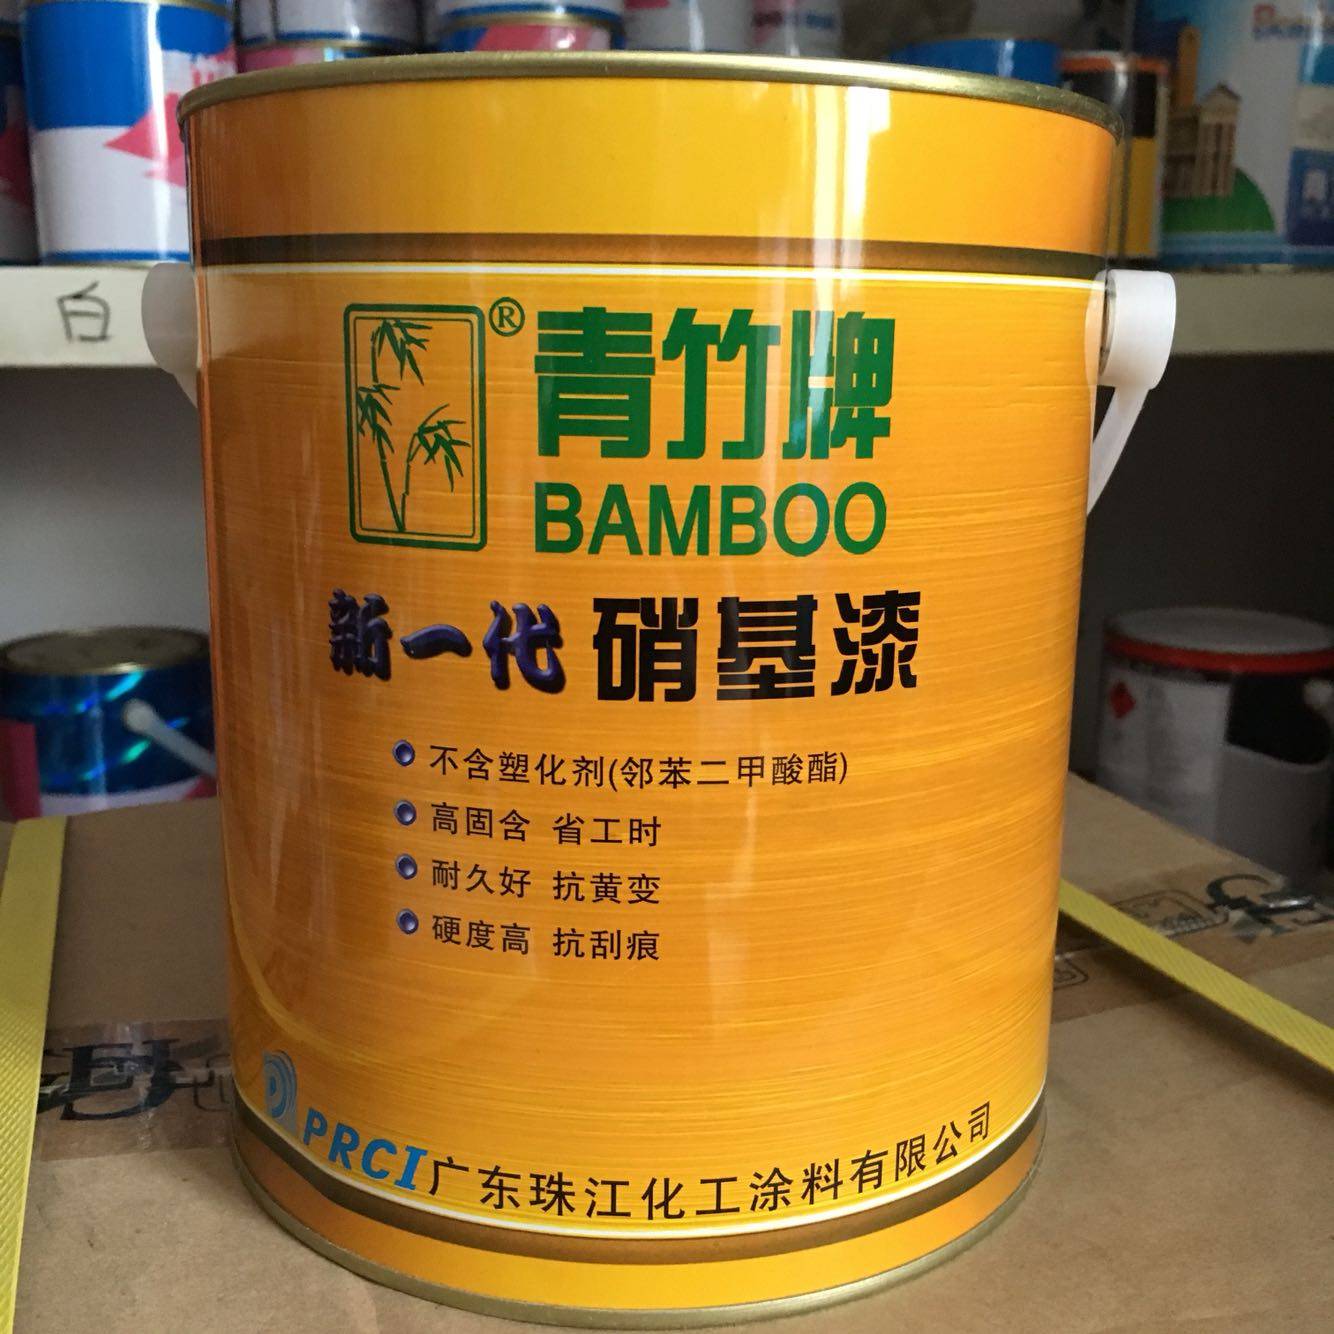 白
®
青竹牌
BAMBOO
新一代 硝基漆
不含塑化剂(邻苯二甲酸酯)
高固含 省工时
耐久好 抗黄变
硬度高 抗刮痕
PRCI 广东珠江化工涂料有限公司